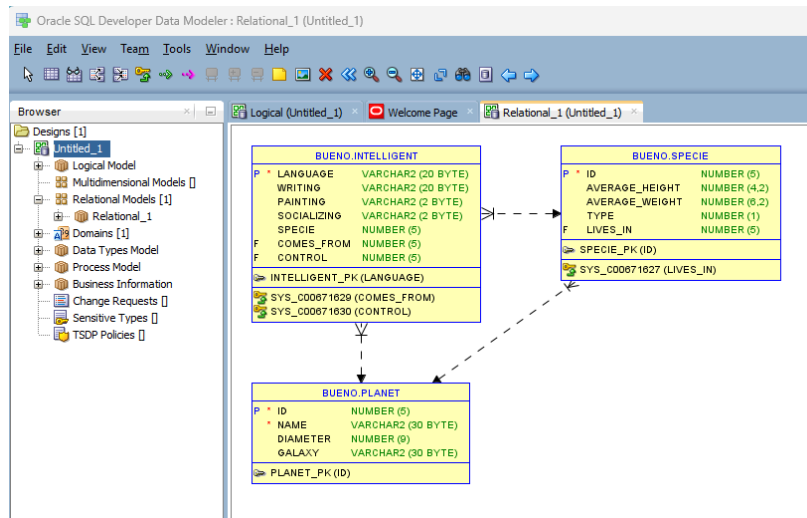 Oracle SQL Developer Data Modeler : Relational_1 (Untitled_1)
File Edit View Team Tools Window Help
Browser
Designs [1]
Untitled_1
Logical Model
Multidimensional Models []
Relational Models [1]
Relational_1
Domains [1]
Data Types Model
Process Model
Business Information
Change Requests []
Sensitive Types []
TSDP Policies []
Logical (Untitled_1) Welcome Page Relational_1 (Untitled_1)
BUENO.INTELLIGENT
P * LANGUAGE VARCHAR2 (20 BYTE)
WRITING VARCHAR2 (20 BYTE)
PAINTING VARCHAR2 (2 BYTE)
SOCIALIZING VARCHAR2 (2 BYTE)
SPECIE NUMBER (5)
F COMES_FROM NUMBER (5)
F CONTROL NUMBER (5)
INTELLIGENT_PK (LANGUAGE)
SYS_C00671629 (COMES_FROM)
SYS_C00671630 (CONTROL)
BUENO.SPECIE
P * ID NUMBER (5)
AVERAGE_HEIGHT NUMBER (4,2)
AVERAGE_WEIGHT NUMBER (6,2)
TYPE NUMBER (1)
F LIVES_IN NUMBER (5)
SPECIE_PK (ID)
SYS_C00671627 (LIVES_IN)
BUENO.PLANET
P * ID NUMBER (5)
* NAME VARCHAR2 (30 BYTE)
DIAMETER NUMBER (9)
GALAXY VARCHAR2 (30 BYTE)
PLANET_PK (ID)